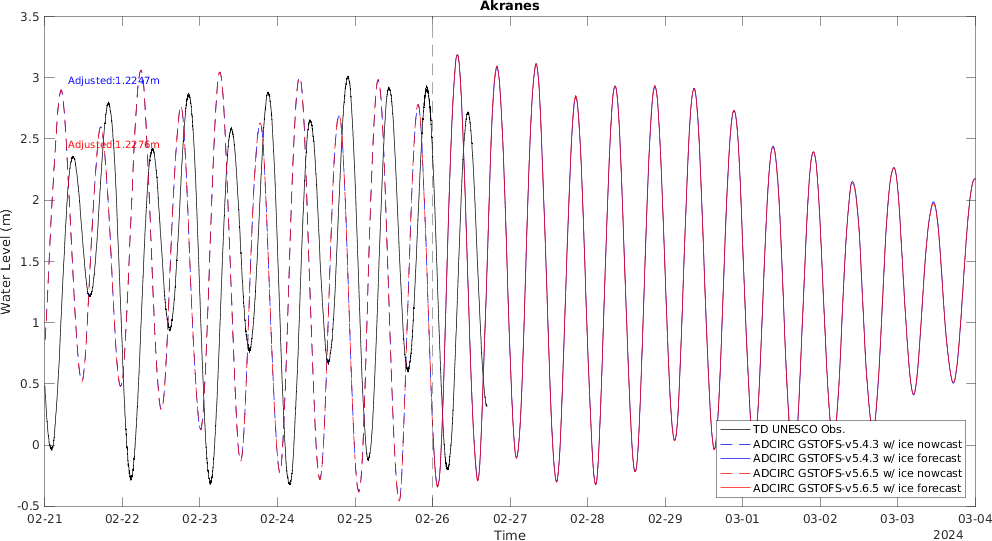 Akranes
3.5
3
2.5
2
1.5
1
0.5
0
-0.5
Water Level (m)
Adjusted:1.2247m
Adjusted:1.2276m
TD UNESCO Obs.
ADCIRC GSTOFS-v5.4.3 w/ ice nowcast
ADCIRC GSTOFS-v5.4.3 w/ ice forecast
ADCIRC GSTOFS-v5.6.5 w/ ice nowcast
ADCIRC GSTOFS-v5.6.5 w/ ice forecast
02-21 02-22 02-23 02-24 02-25 02-26 02-27 02-28 02-29 03-01 03-02 03-03 03-04
Time
2024